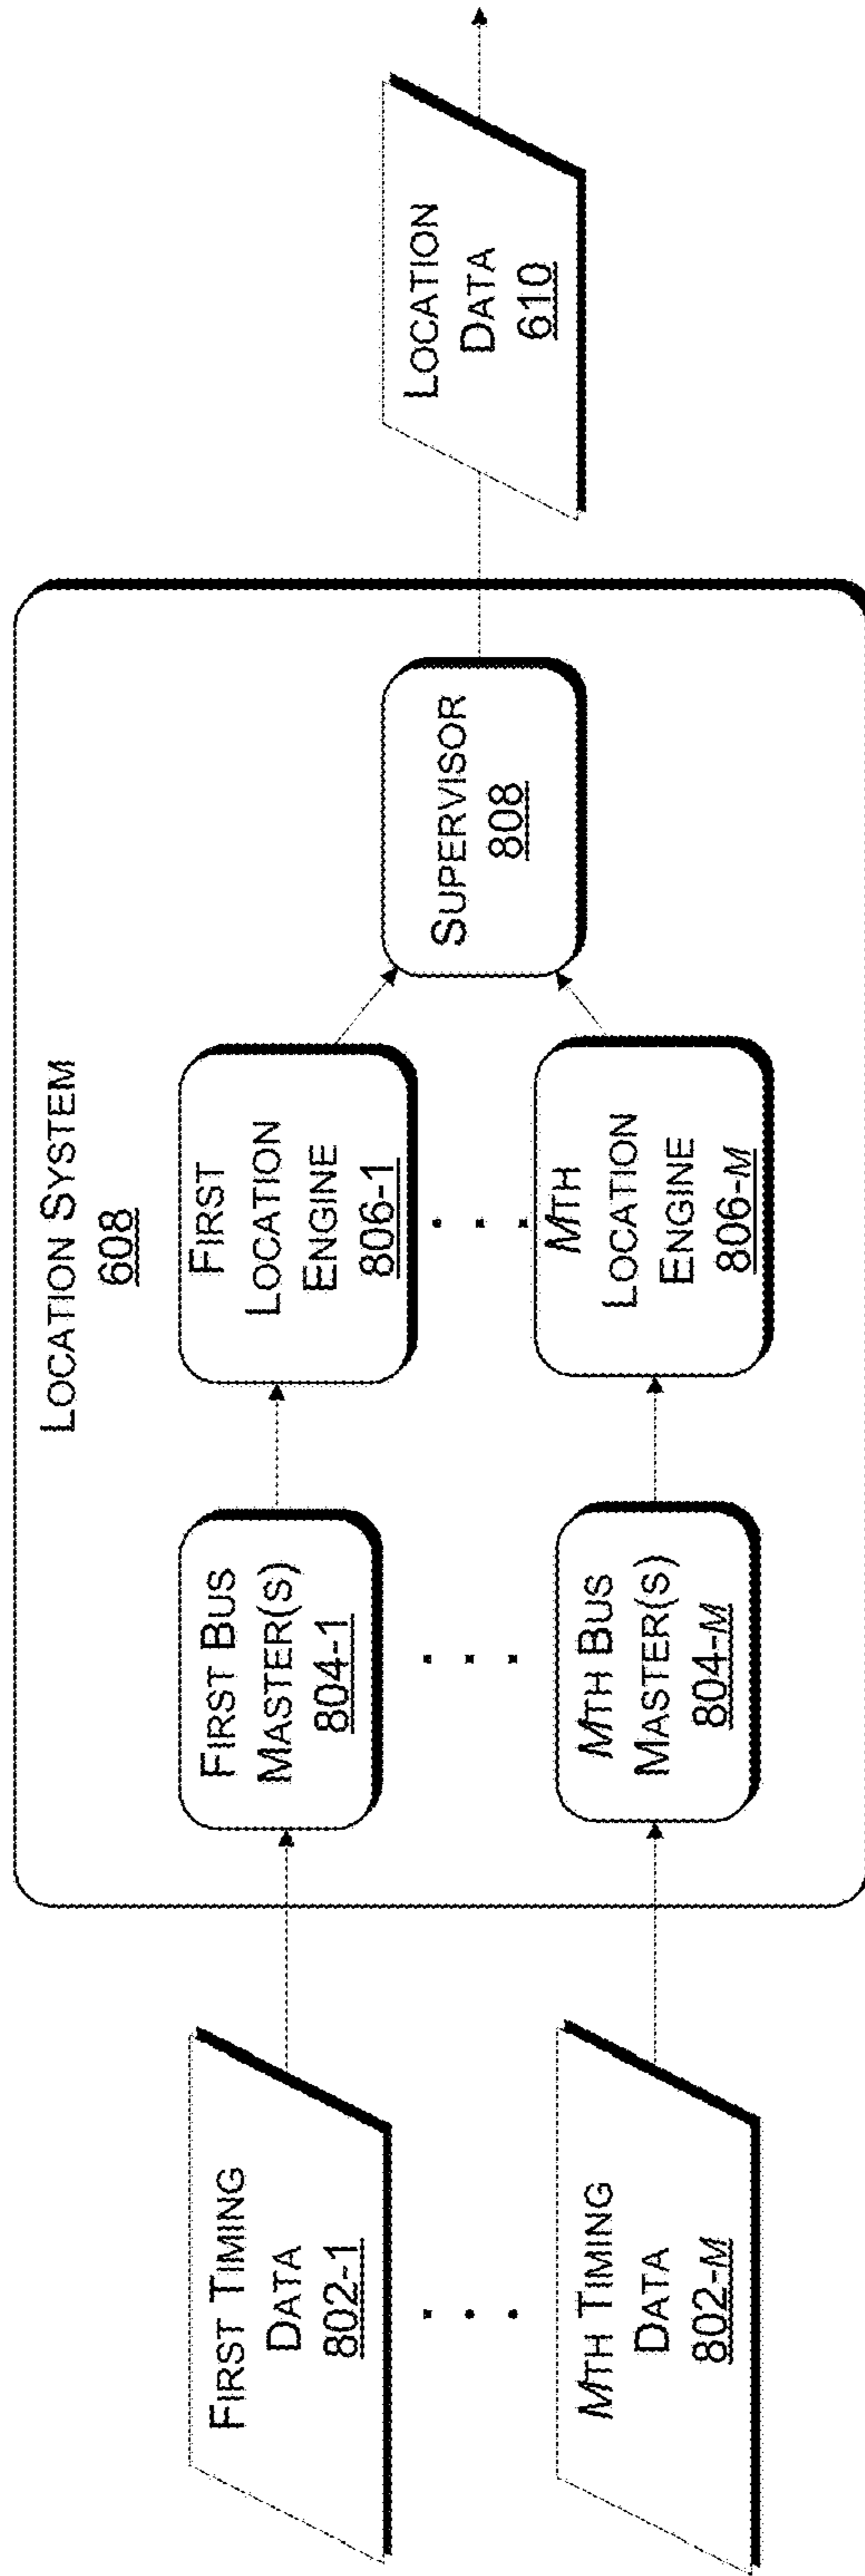 LOCATION SYSTEM
608
FIRST TIMING
DATA
802-1
FIRST BUS
MASTER(S)
804-1
FIRST
LOCATION
ENGINE
806-1
MTH TIMING
DATA
802-M
MTH BUS
MASTER(S)
804-M
MTH
LOCATION
ENGINE
806-M
SUPERVISOR
808
LOCATION
DATA
610